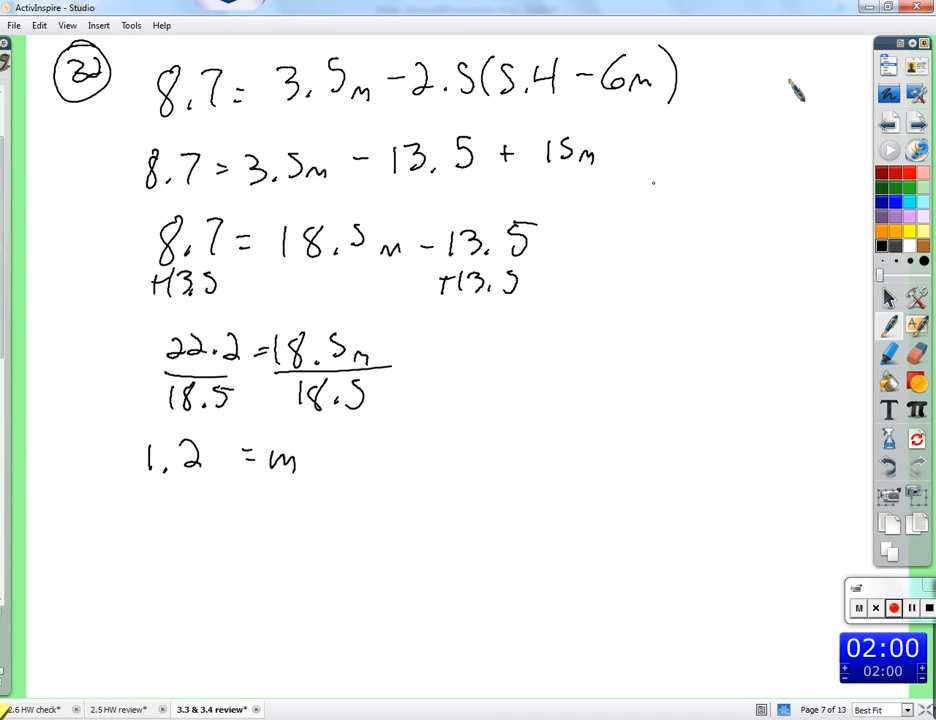 ActivInspire - Studio
File Edit View Insert Tools Help
32 8.7 = 3.5m - 2.5(5.4 - 6m)
8.7 = 3.5m - 13.5 + 15m
8.7 = 18.5m - 13.5
+13.5 +13.5
22.2 = 18.5m
18.5 18.5
1.2 = m
M
02:00
02:00
2.6 HW check* 2.5 HW review* 3.3 & 3.4 review* Page 7 of 13 Best Fit